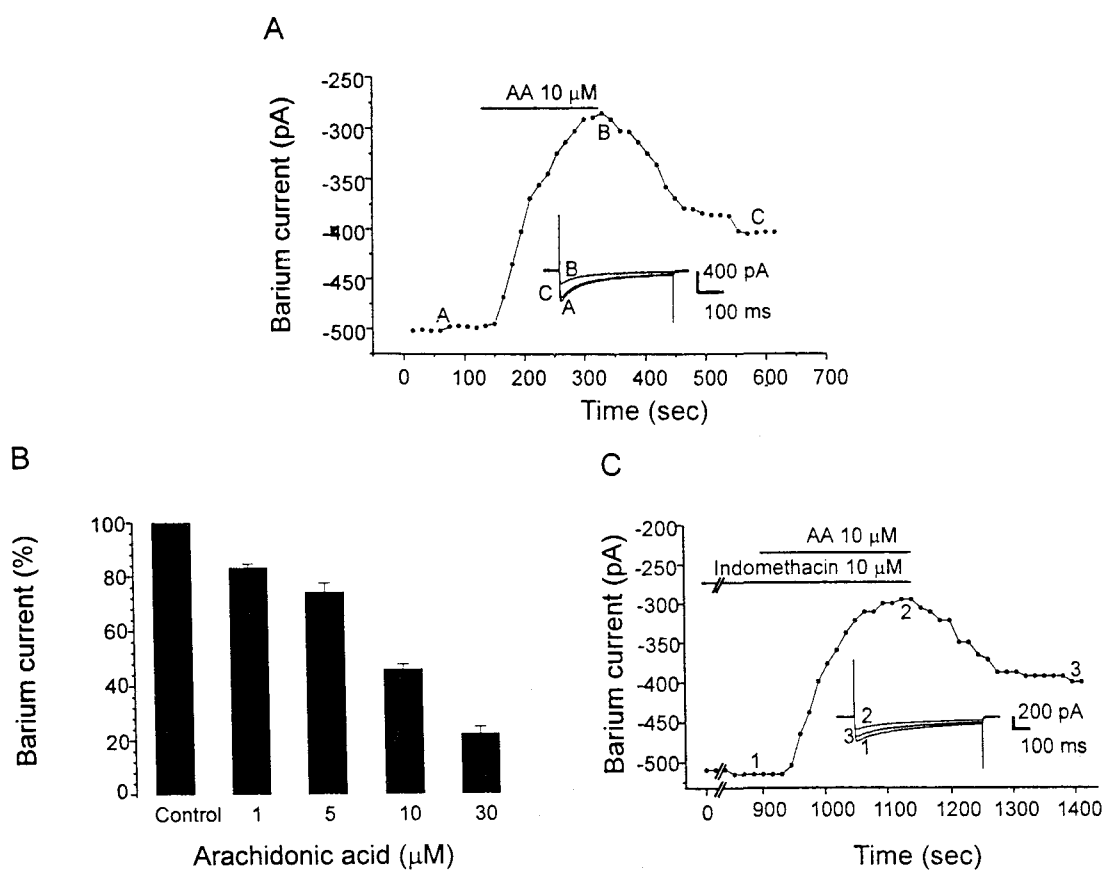 A
Barium current (pA)
-250
-300
-350
-400
-450
-500
AA 10 μM
A
B
C
B
C
A
400 pA
100 ms
0 100 200 300 400 500 600 700
Time (sec)
B
Barium current (%)
100
80
60
40
20
0
Control 1 5 10 30
Arachidonic acid (μM)
C
Barium current (pA)
-200
-250
-300
-350
-400
-450
-500
AA 10 μM
Indomethacin 10 μM
1
2
3
2
3
1
200 pA
100 ms
0 900 1000 1100 1200 1300 1400
Time (sec)